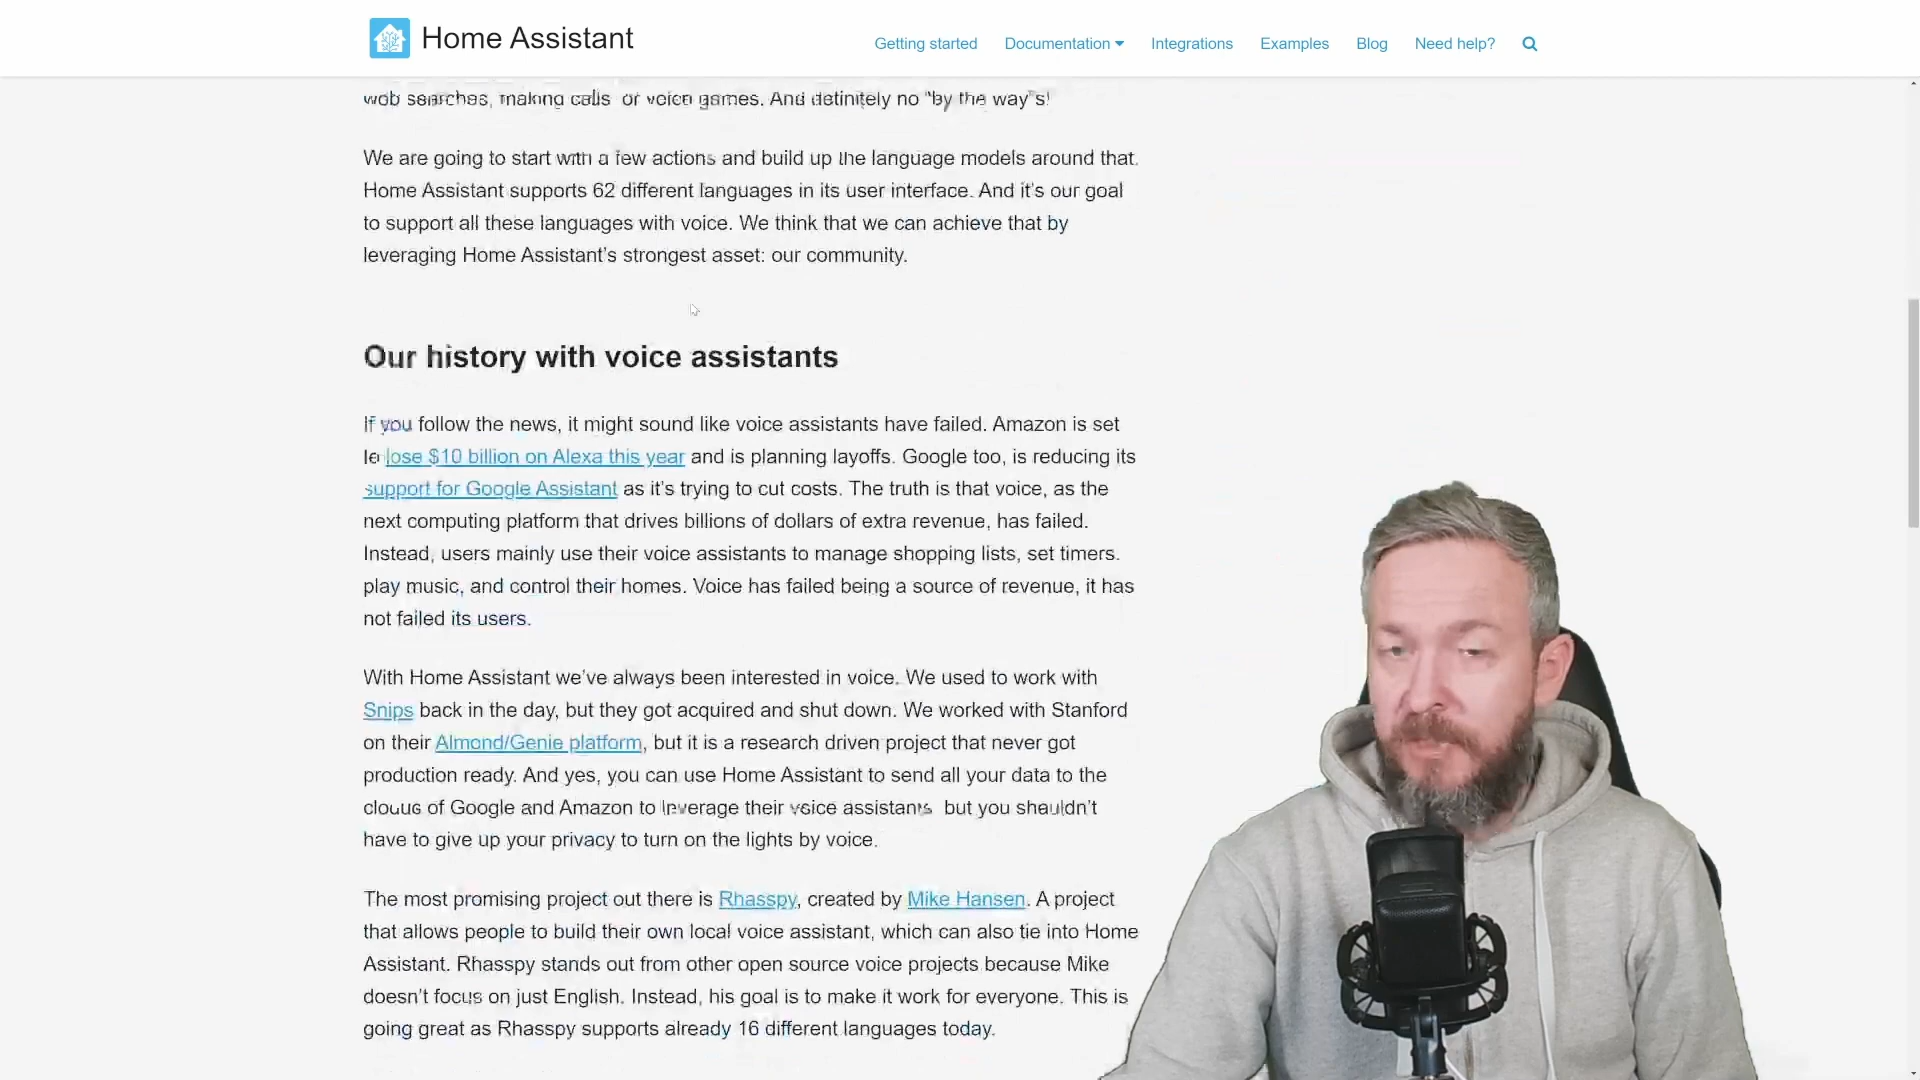 Home Assistant
Getting started Documentation Integrations Examples Blog Need help?
web searches, making calls or voice games. And definitely no "by the way"s!
We are going to start with a few actions and build up the language models around that.
Home Assistant supports 62 different languages in its user interface. And it's our goal
to support all these languages with voice. We think that we can achieve that by
leveraging Home Assistant's strongest asset: our community.
Our history with voice assistants
If you follow the news, it might sound like voice assistants have failed. Amazon is set
to lose $10 billion on Alexa this year and is planning layoffs. Google too, is reducing its
support for Google Assistant as it's trying to cut costs. The truth is that voice, as the
next computing platform that drives billions of dollars of extra revenue, has failed.
Instead, users mainly use their voice assistants to manage shopping lists, set timers.
play music, and control their homes. Voice has failed being a source of revenue, it has
not failed its users.
With Home Assistant we've always been interested in voice. We used to work with
Snips back in the day, but they got acquired and shut down. We worked with Stanford
on their Almond/Genie platform, but it is a research driven project that never got
production ready. And yes, you can use Home Assistant to send all your data to the
clouds of Google and Amazon to leverage their voice assistants but you shouldn't
have to give up your privacy to turn on the lights by voice.
The most promising project out there is Rhasspy, created by Mike Hansen. A project
that allows people to build their own local voice assistant, which can also tie into Home
Assistant. Rhasspy stands out from other open source voice projects because Mike
doesn't focus on just English. Instead, his goal is to make it work for everyone. This is
going great as Rhasspy supports already 16 different languages today.